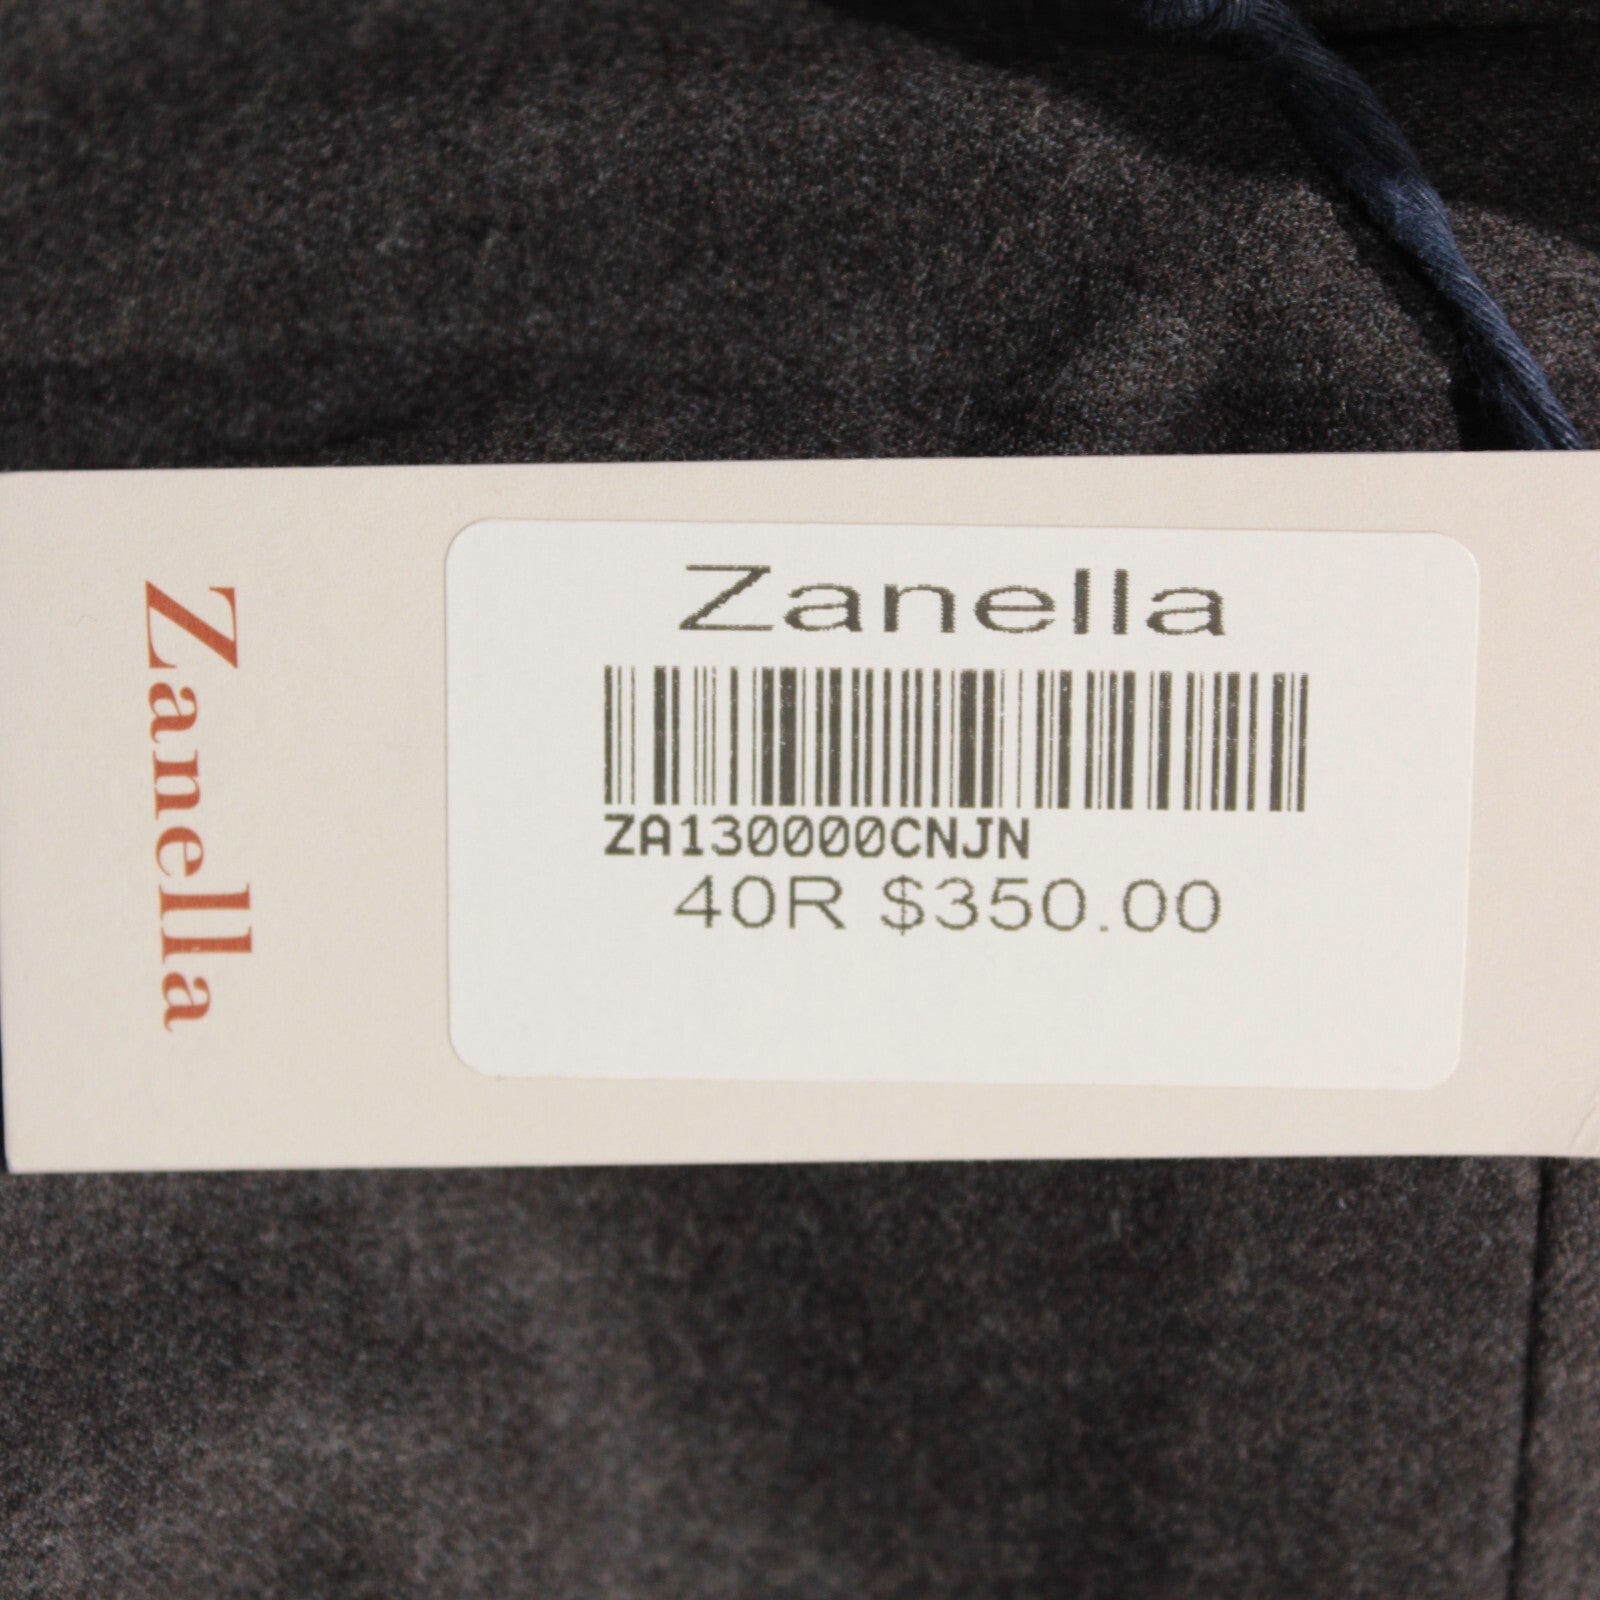 Zanella
Zanella
ZA130000CNJN
40R $350.00